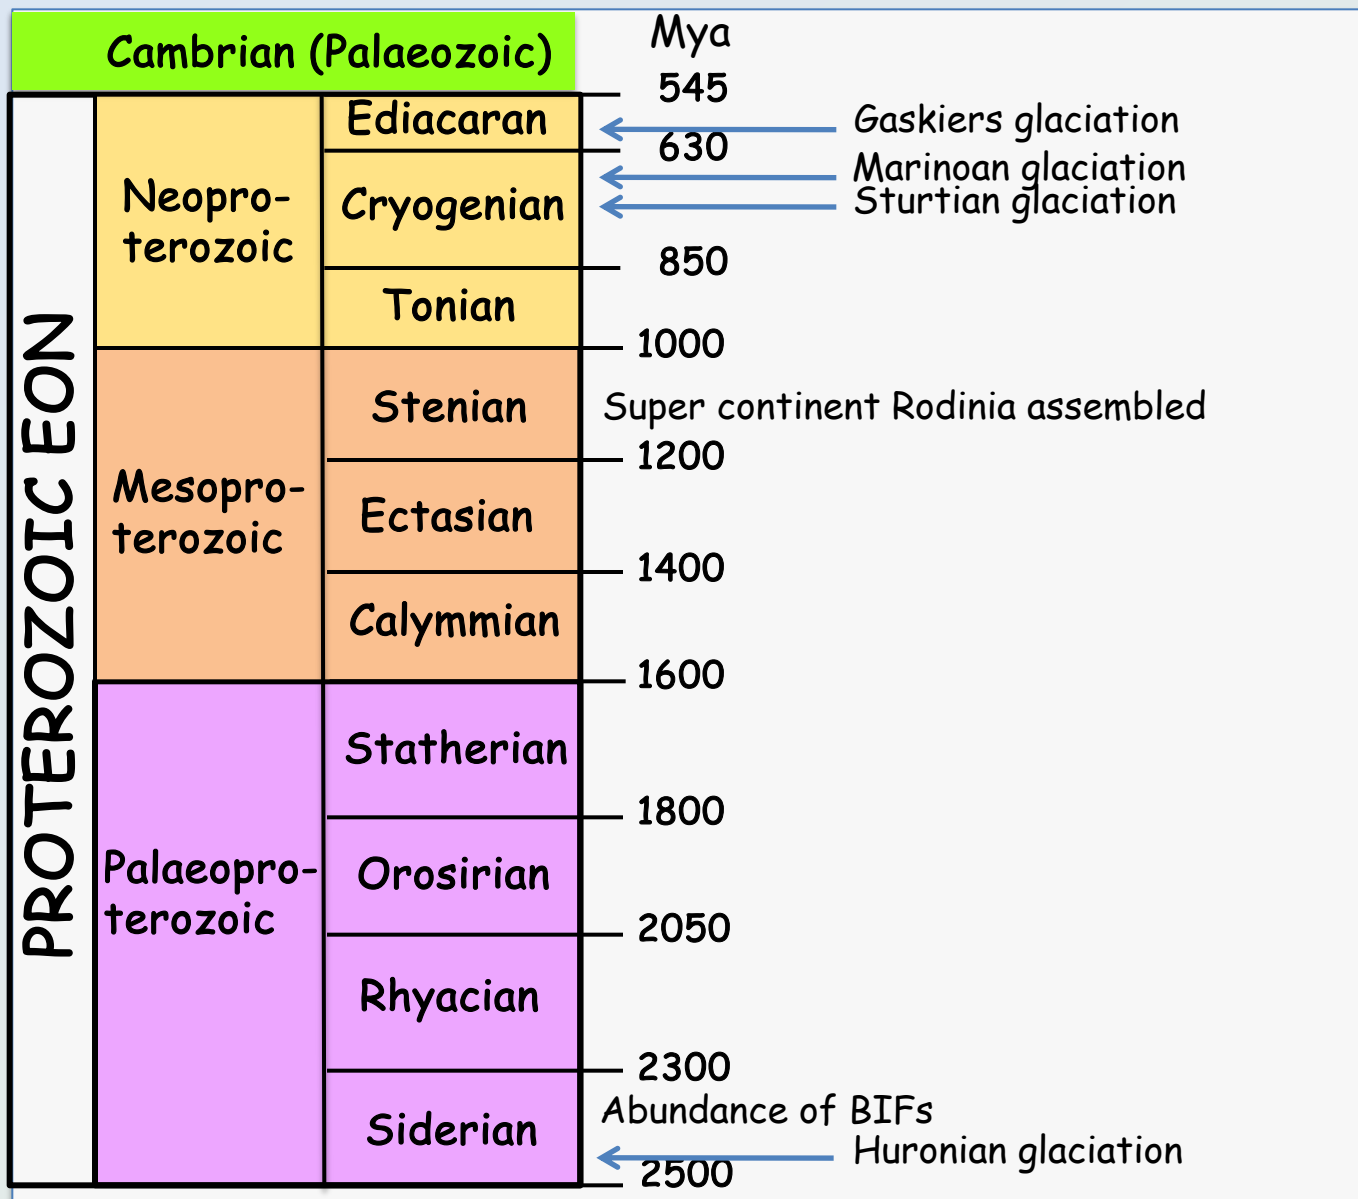 Cambrian (Palaeozoic)
Mya
545
Ediacaran
Gaskiers glaciation
630
Marinoan glaciation
Neopro-
terozoic
Cryogenian
Sturtian glaciation
850
Tonian
1000
PROTEROZOIC EON
Stenian
Super continent Rodinia assembled
1200
Mesopro-
terozoic
Ectasian
1400
Calymmian
1600
Statherian
1800
Palaeopro-
terozoic
Orosirian
2050
Rhyacian
2300
Abundance of BIFs
Siderian
Huronian glaciation
2500